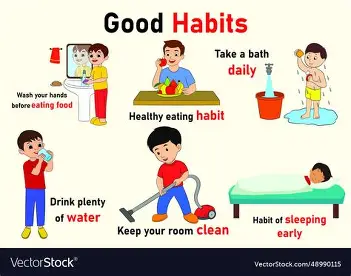 Good Habits
Wash your hands
before eating food
Healthy eating habit
Take a bath
daily
Drink plenty
of water
Keep your room clean
Habit of sleeping
early
VectorStock®
VectorStock.com/48990115